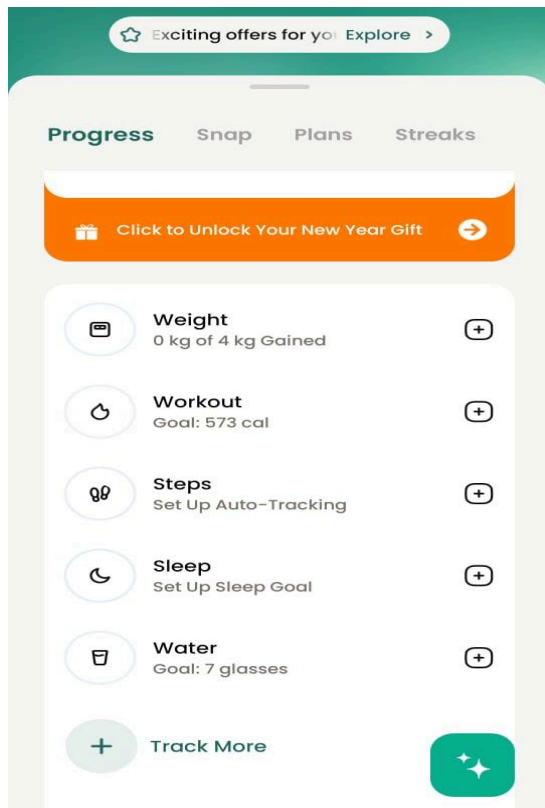 Exciting offers for yo Explore >
Progress Snap Plans Streaks
Click to Unlock Your New Year Gift
Weight
0 kg of 4 kg Gained
Workout
Goal: 573 cal
Steps
Set Up Auto-Tracking
Sleep
Set Up Sleep Goal
Water
Goal: 7 glasses
Track More